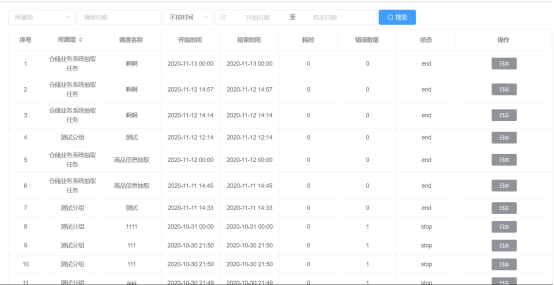 所属组 调度名称 不按时间 开始日期 至 结束日期 搜索
序号 所属组 调度名称 开始时间 结束时间 耗时 错误数量 状态 操作
1 仓储业务系统抽取任务 啊啊 2020-11-13 00:00 2020-11-13 00:00 0 0 end 日志
2 仓储业务系统抽取任务 啊啊 2020-11-12 14:57 2020-11-12 14:57 0 0 end 日志
3 仓储业务系统抽取任务 啊啊 2020-11-12 14:14 2020-11-12 14:14 0 0 end 日志
4 测试分组 测试 2020-11-12 12:14 2020-11-12 12:14 0 0 end 日志
5 仓储业务系统抽取任务 商品信息抽取 2020-11-12 00:00 2020-11-12 00:00 0 0 end 日志
6 仓储业务系统抽取任务 商品信息抽取 2020-11-11 14:45 2020-11-11 14:45 0 0 end 日志
7 测试分组 测试 2020-11-11 14:33 2020-11-11 14:33 0 0 end 日志
8 测试分组 1111 2020-10-31 00:00 2020-10-31 00:00 0 1 stop 日志
9 测试分组 111 2020-10-30 21:50 2020-10-30 21:50 0 1 stop 日志
10 测试分组 111 2020-10-30 21:50 2020-10-30 21:50 0 1 stop 日志
11 测试分组 aaa 2020-10-30 21:49 2020-10-30 21:49 0 1 stop 日志